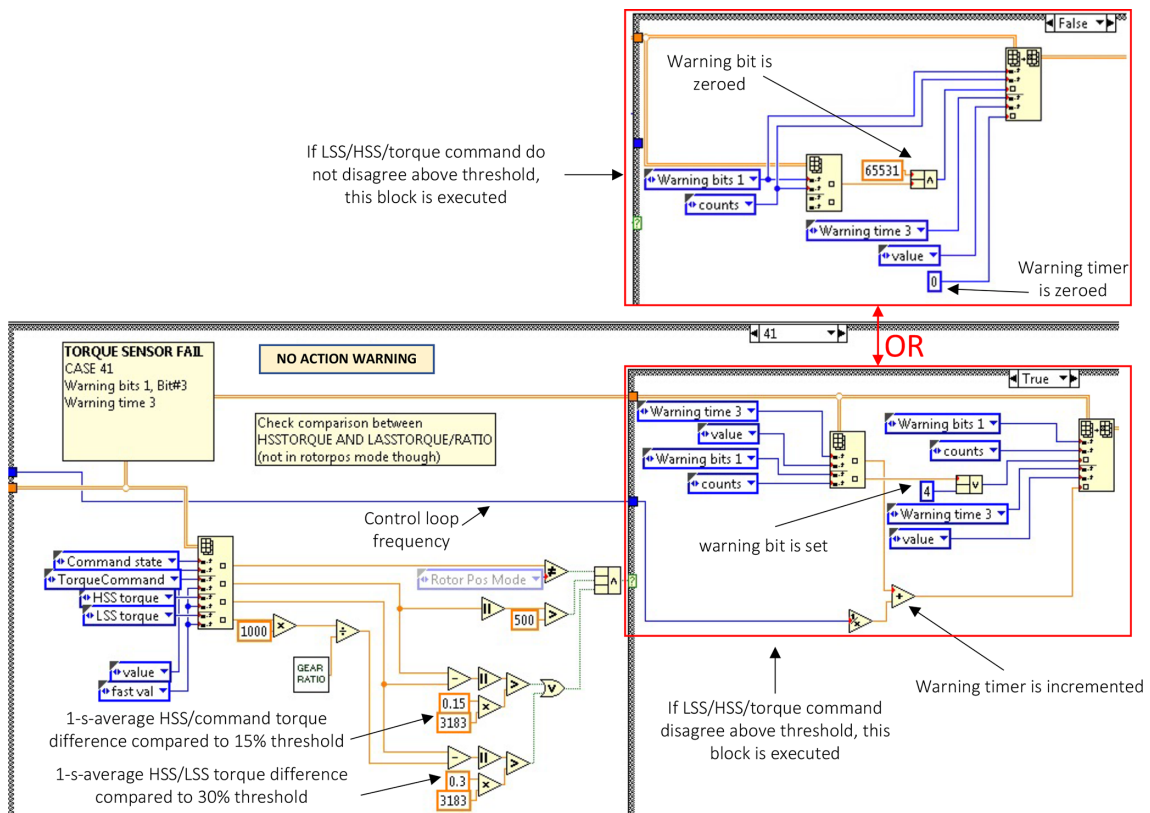 False
Warning bit is
zeroed
If LSS/HSS/torque command do
not disagree above threshold,
this block is executed
65531
Warning bits 1
counts
Warning time 3
value
0
Warning timer
is zeroed
OR
41
TORQUE SENSOR FAIL
CASE 41
Warning bits 1, Bit#3
Warning time 3
NO ACTION WARNING
Check comparison between
HSSTORQUE AND LASSTORQUE/RATIO
(not in rotorpos mode though)
True
Warning time 3
value
Warning bits 1
counts
Warning bits 1
counts
4
Warning time 3
value
warning bit is set
Control loop
frequency
Command state
TorqueCommand
HSS torque
LSS torque
value
fast val
1000
GEAR
RATIO
Rotor Pos Mode
500
0.15
3183
0.3
3183
1-s-average HSS/command torque
difference compared to 15% threshold
1-s-average HSS/LSS torque difference
compared to 30% threshold
Warning timer is incremented
If LSS/HSS/torque command
disagree above threshold, this
block is executed